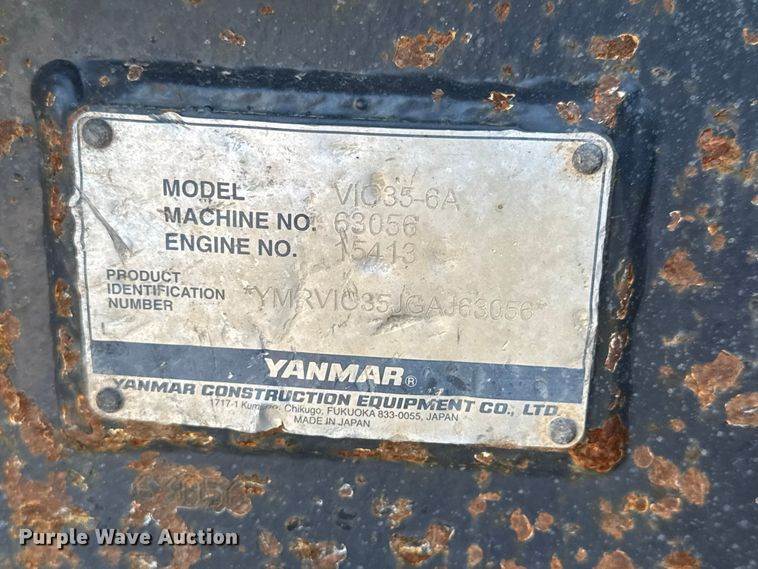 MODEL VIO35-6A
MACHINE NO. 63056
ENGINE NO. 15413
PRODUCT
IDENTIFICATION
NUMBER
*YMRVIO35JGAJ63056*
YANMAR®
YANMAR CONSTRUCTION EQUIPMENT CO., LTD.
1717-1 Chikugo, FUKUOKA 833-0055, JAPAN
MADE IN JAPAN
63056
Purple Wave Auction